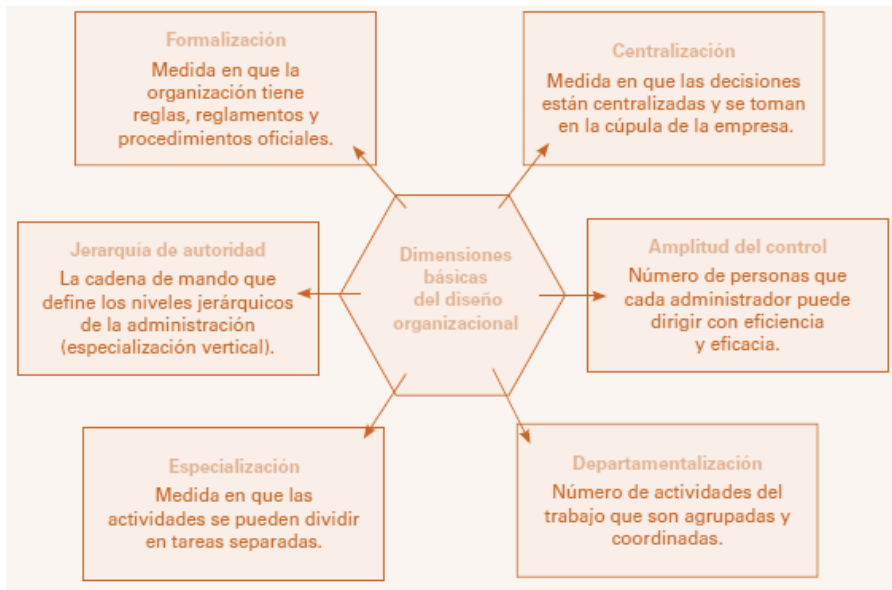 Formalización
Medida en que la
organización tiene
reglas, reglamentos y
procedimientos oficiales.
Centralización
Medida en que las decisiones
están centralizadas y se toman
en la cúpula de la empresa.
Jerarquía de autoridad
La cadena de mando que
define los niveles jerárquicos
de la administración
(especialización vertical).
Dimensiones
básicas
del diseño
organizacional
Amplitud del control
Número de personas que
cada administrador puede
dirigir con eficiencia
y eficacia.
Especialización
Medida en que las
actividades se pueden dividir
en tareas separadas.
Departamentalización
Número de actividades del
trabajo que son agrupadas y
coordinadas.